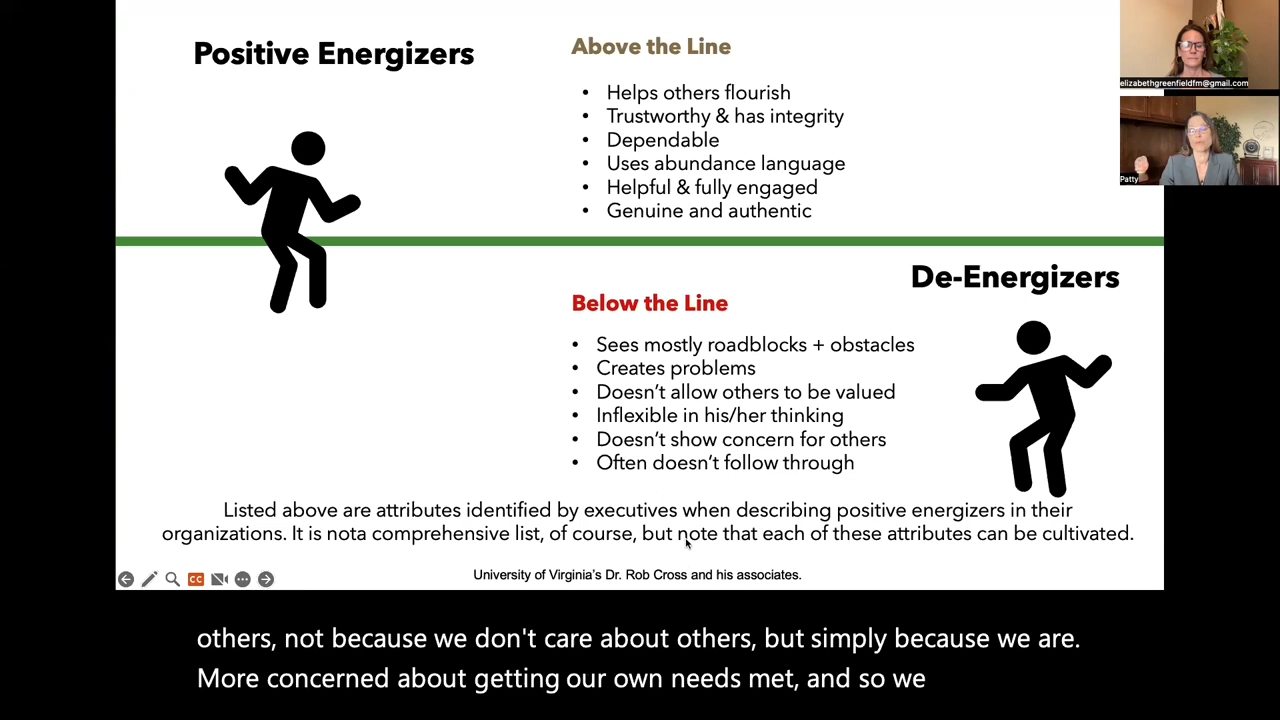 Positive Energizers
Above the Line
• Helps others flourish
• Trustworthy & has integrity
• Dependable
• Uses abundance language
• Helpful & fully engaged
• Genuine and authentic
De-Energizers
Below the Line
• Sees mostly roadblocks + obstacles
• Creates problems
• Doesn’t allow others to be valued
• Inflexible in his/her thinking
• Doesn’t show concern for others
• Often doesn’t follow through
Listed above are attributes identified by executives when describing positive energizers in their
organizations. It is nota comprehensive list, of course, but note that each of these attributes can be cultivated.
University of Virginia’s Dr. Rob Cross and his associates.
CC
elizabethgreenfieldfm@gmail.com
Patty
others, not because we don't care about others, but simply because we are.
More concerned about getting our own needs met, and so we